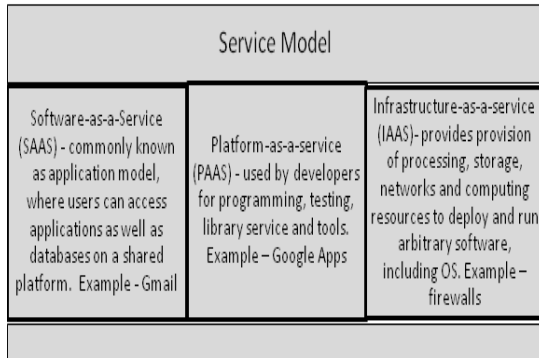 Service Model
Software-as-a-Service
(SAAS) - commonly known
as application model,
where users can access
applications as well as
databases on a shared
platform. Example - Gmail
Platform-as-a-service
(PAAS) - used by developers
for programming, testing,
library service and tools.
Example – Google Apps
Infrastructure-as-a-service
(IAAS)- provides provision
of processing, storage,
networks and computing
resources to deploy and run
arbitrary software,
including OS. Example –
firewalls